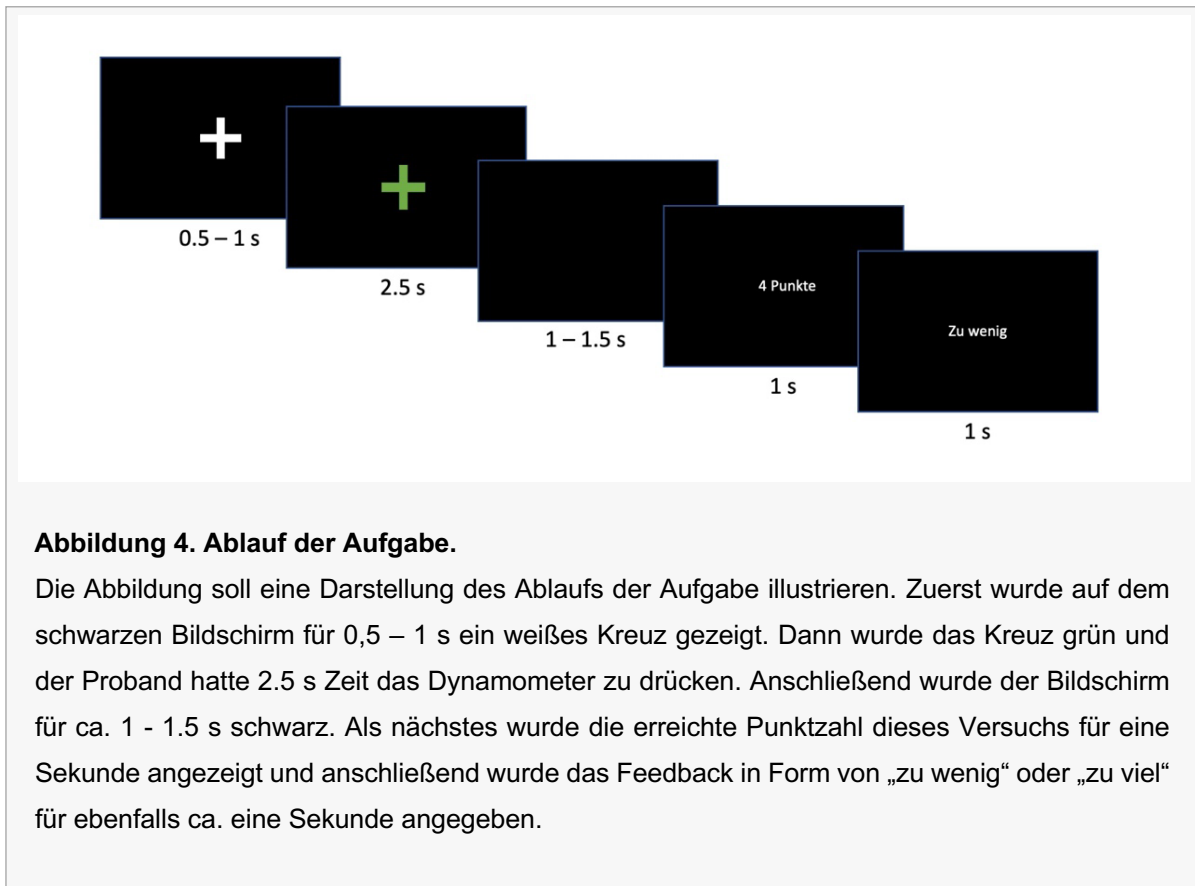 0.5 – 1 s
2.5 s
1 – 1.5 s
4 Punkte
1 s
Zu wenig
1 s
Abbildung 4. Ablauf der Aufgabe.
Die Abbildung soll eine Darstellung des Ablaufs der Aufgabe illustrieren. Zuerst wurde auf dem
schwarzen Bildschirm für 0,5 – 1 s ein weißes Kreuz gezeigt. Dann wurde das Kreuz grün und
der Proband hatte 2.5 s Zeit das Dynamometer zu drücken. Anschließend wurde der Bildschirm
für ca. 1 - 1.5 s schwarz. Als nächstes wurde die erreichte Punktzahl dieses Versuchs für eine
Sekunde angezeigt und anschließend wurde das Feedback in Form von „zu wenig“ oder „zu viel“
für ebenfalls ca. eine Sekunde angegeben.